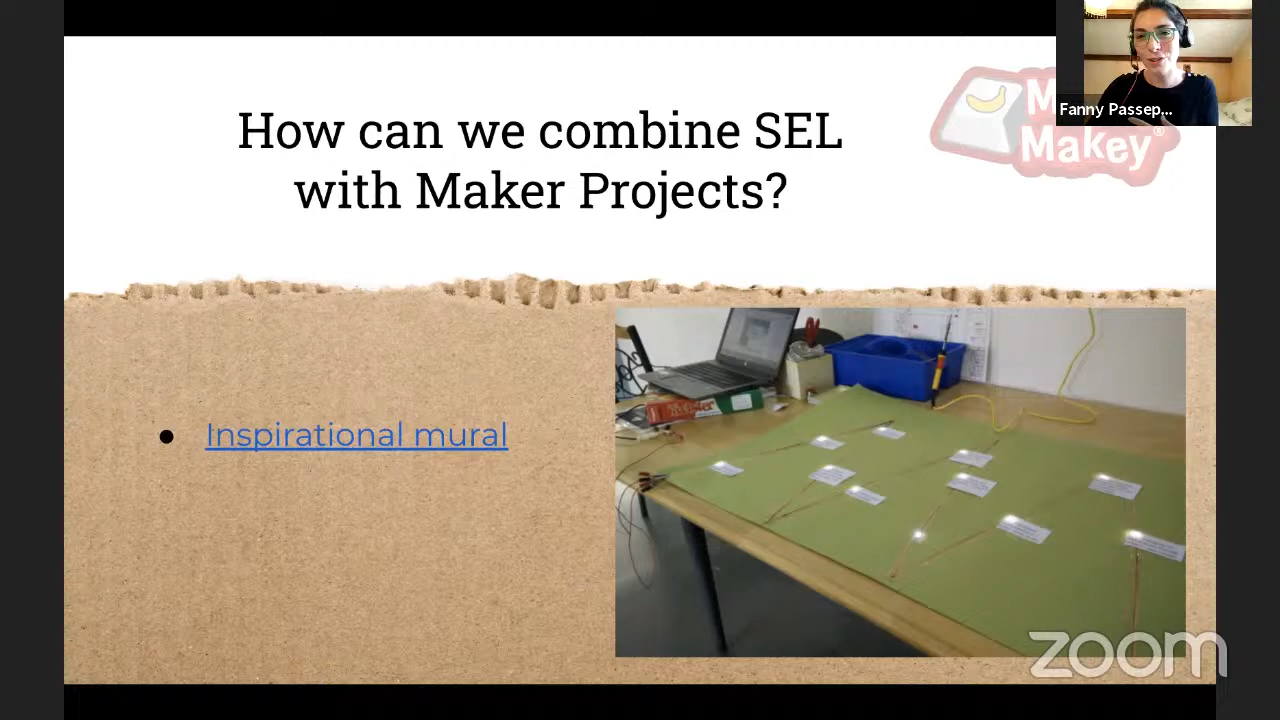 Fanny Passep...
Makey®
How can we combine SEL
with Maker Projects?
Inspirational mural
zoom